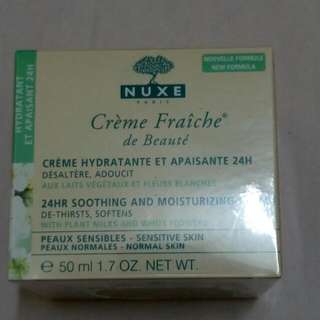 HYDRATANT
ET APAISANT 24H
NOUVELLE FORMULE
NEW FORMULA
NUXE
PARIS
Crème Fraîche®
de Beauté
CRÈME HYDRATANTE ET APAISANTE 24H
DÉSALTÈRE, ADOUCIT
AUX LAITS VÉGÉTAUX ET FLEURS BLANCHES
24HR SOOTHING AND MOISTURIZING
DE-THIRSTS, SOFTENS
WITH PLANT MILKS AND WHITE FLOWERS
PEAUX SENSIBLES - SENSITIVE SKIN
PEAUX NORMALES - NORMAL SKIN
e 50 ml 1.7 OZ. NET WT.